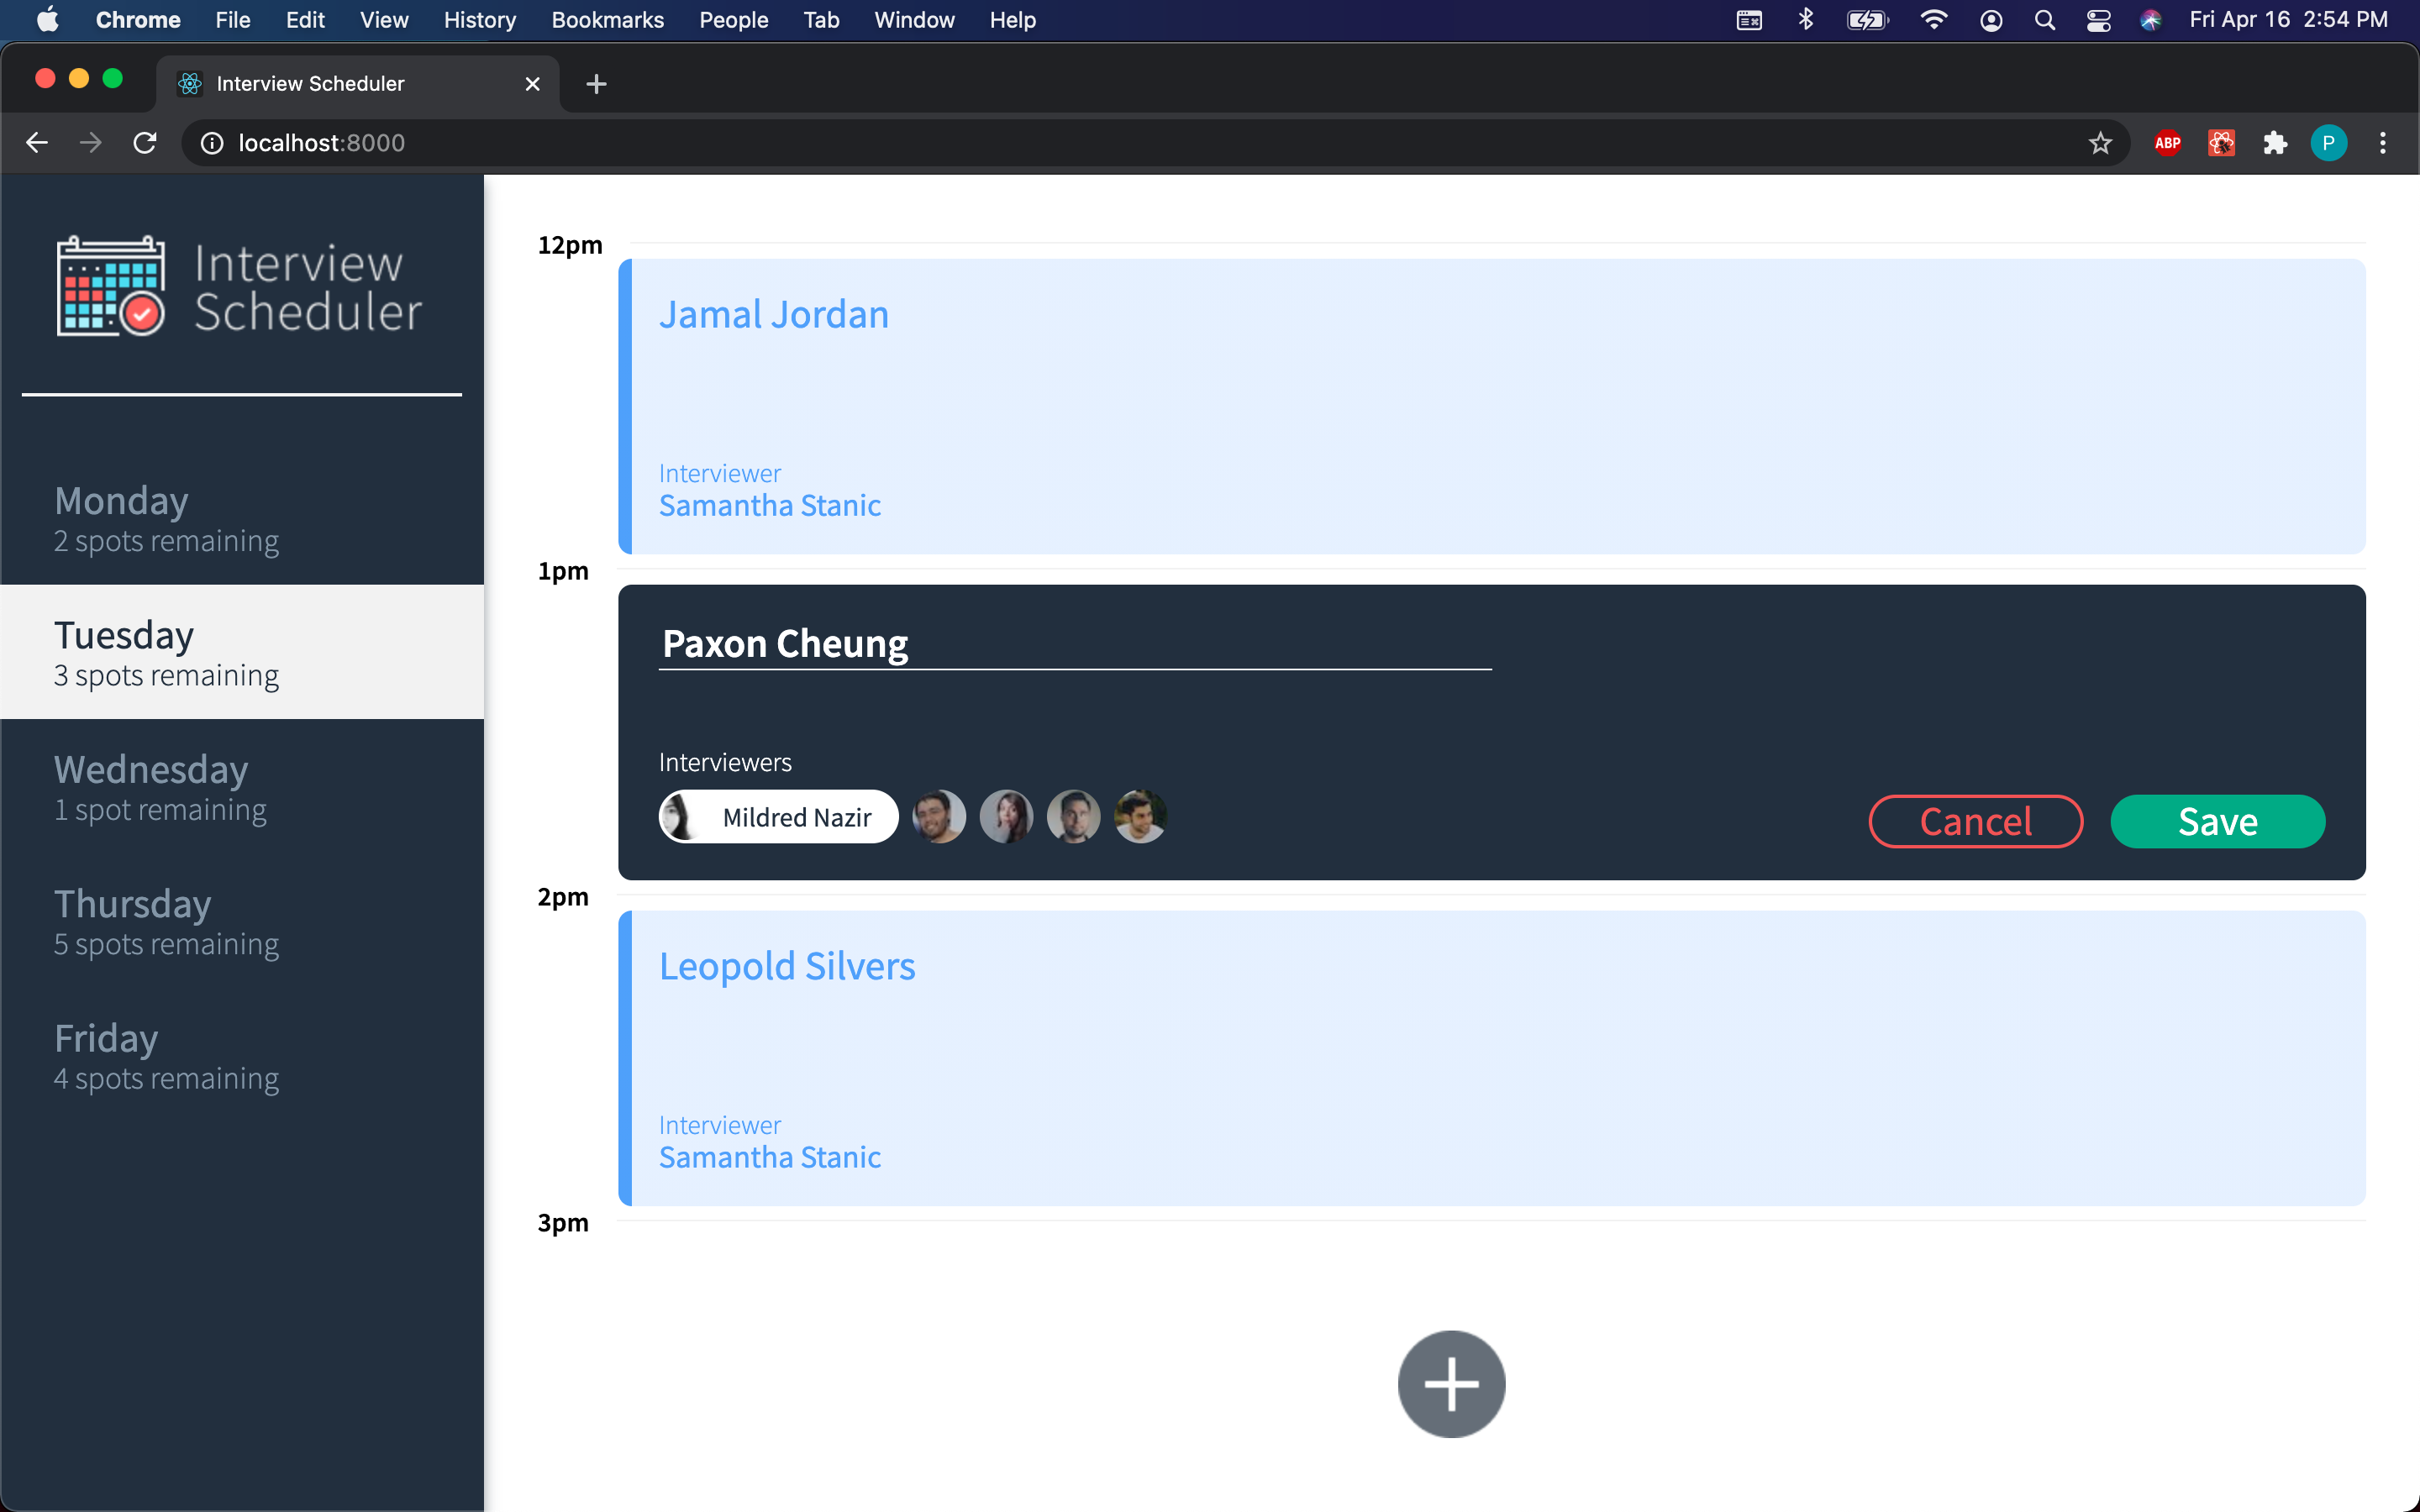 Chrome File Edit View History Bookmarks People Tab Window Help Fri Apr 16 2:54 PM
Interview Scheduler
localhost:8000 ABP P
Interview
Scheduler
Monday
2 spots remaining
Tuesday
3 spots remaining
Wednesday
1 spot remaining
Thursday
5 spots remaining
Friday
4 spots remaining
12pm
Jamal Jordan
Interviewer
Samantha Stanic
1pm
Paxon Cheung
Interviewers
Mildred Nazir
Cancel Save
2pm
Leopold Silvers
Interviewer
Samantha Stanic
3pm